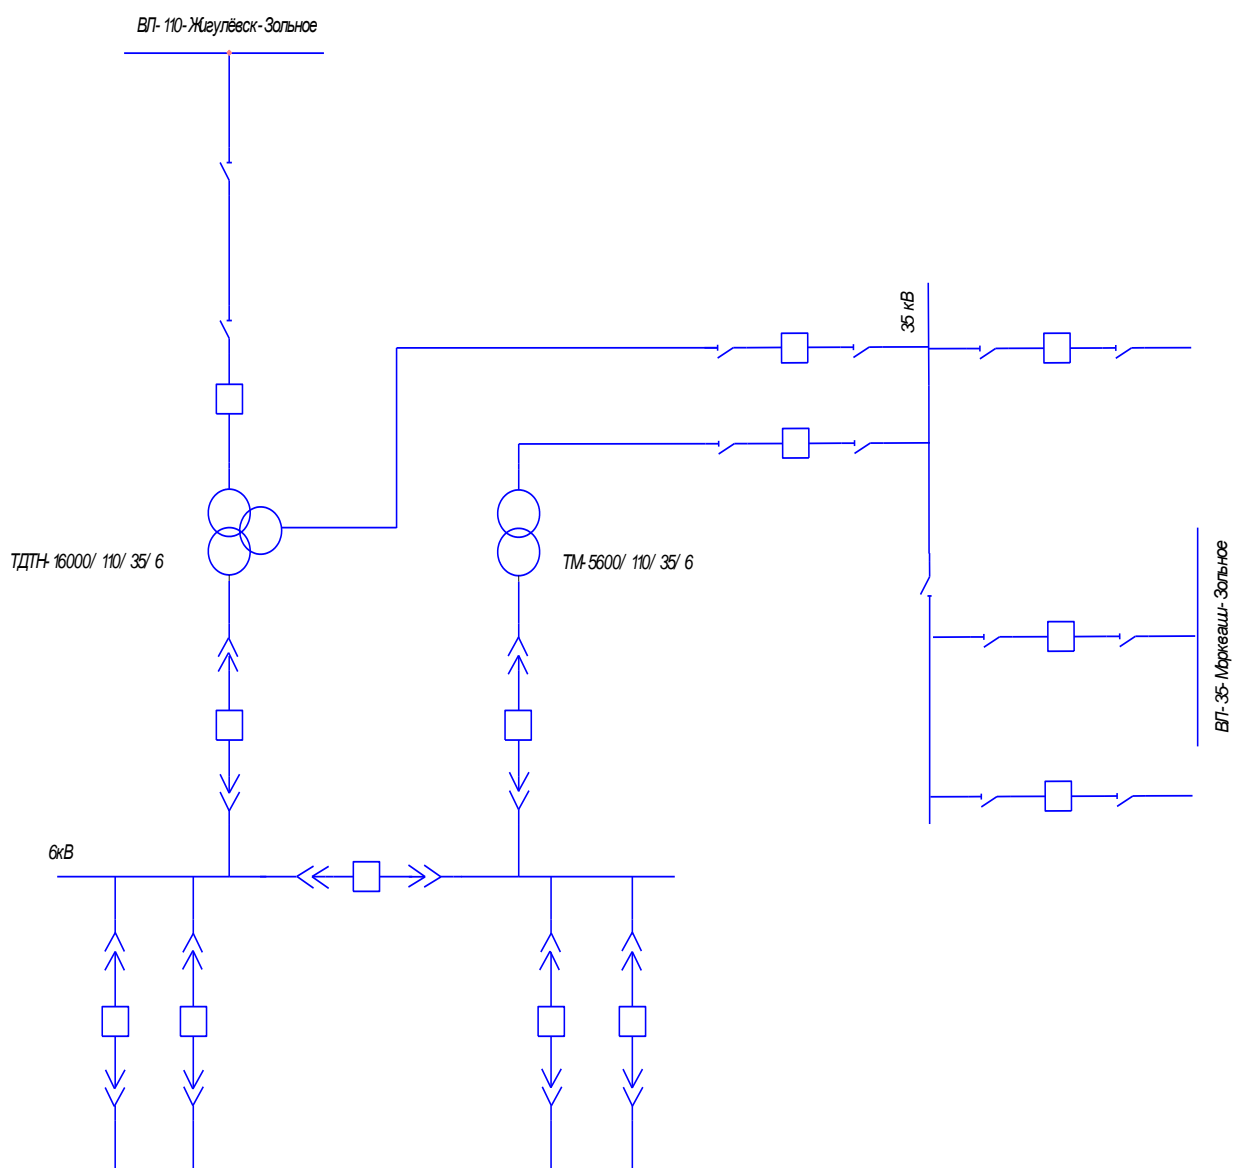 ВЛ-110-Жигулёвск-Зольное
35 кВ
ТДТН-16000/110/35/6
ТМ-5600/110/35/6
ВЛ-35-Моркваши-Зольное
6кВ